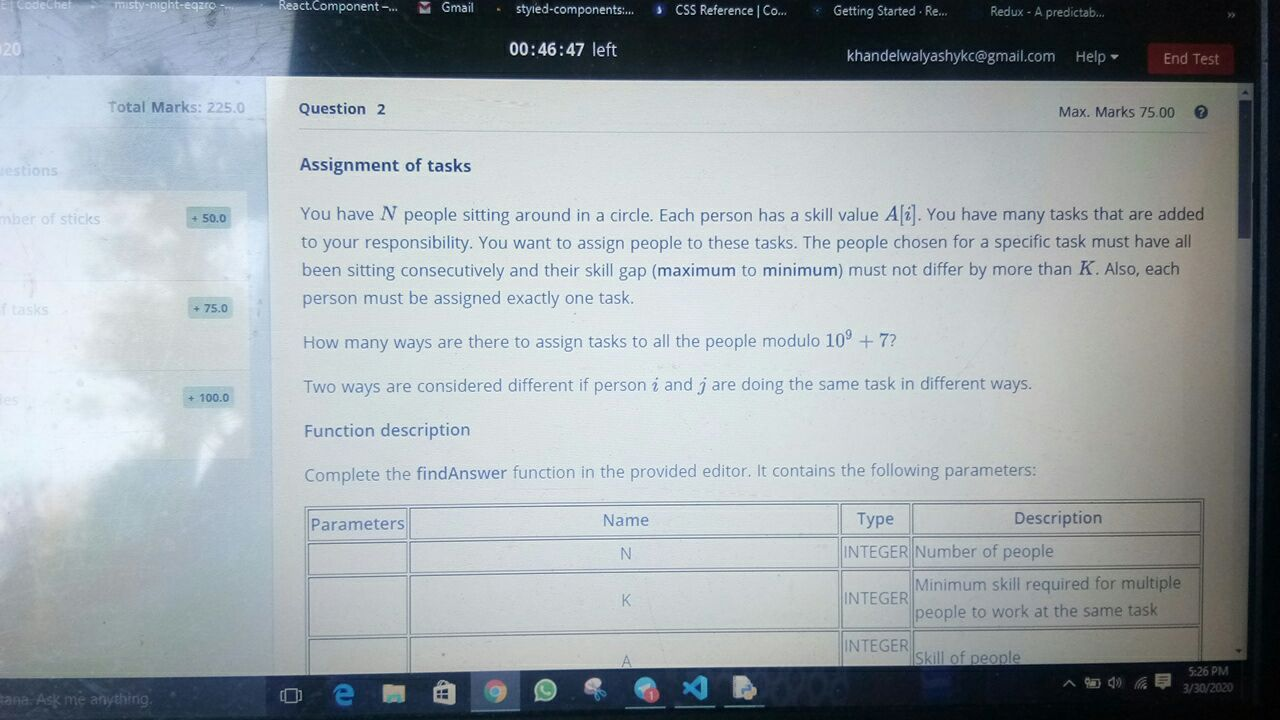 E| CodeChef
misty-night-eqzro -...
React.Component –...
Gmail
styled-components:...
CSS Reference | Co...
Getting Started · Re...
Redux - A predictab...
»
20
00:46:47 left
khandelwalyashykc@gmail.com
Help
End Test
Total Marks: 225.0
Question 2
Max. Marks 75.00
?
Assignment of tasks
+ 50.0
You have N people sitting around in a circle. Each person has a skill value A[i]. You have many tasks that are added
to your responsibility. You want to assign people to these tasks. The people chosen for a specific task must have all
been sitting consecutively and their skill gap (maximum to minimum) must not differ by more than K. Also, each
person must be assigned exactly one task.
of sticks
tasks
+ 75.0
How many ways are there to assign tasks to all the people modulo 10⁹ + 7?
Two ways are considered different if person i and j are doing the same task in different ways.
+ 100.0
Function description
Complete the findAnswer function in the provided editor. It contains the following parameters:
Parameters Name Type Description
N INTEGER Number of people
K INTEGER Minimum skill required for multiple
people to work at the same task
A INTEGER Skill of people
Ask me anything.
1
5:26 PM
3/30/2020